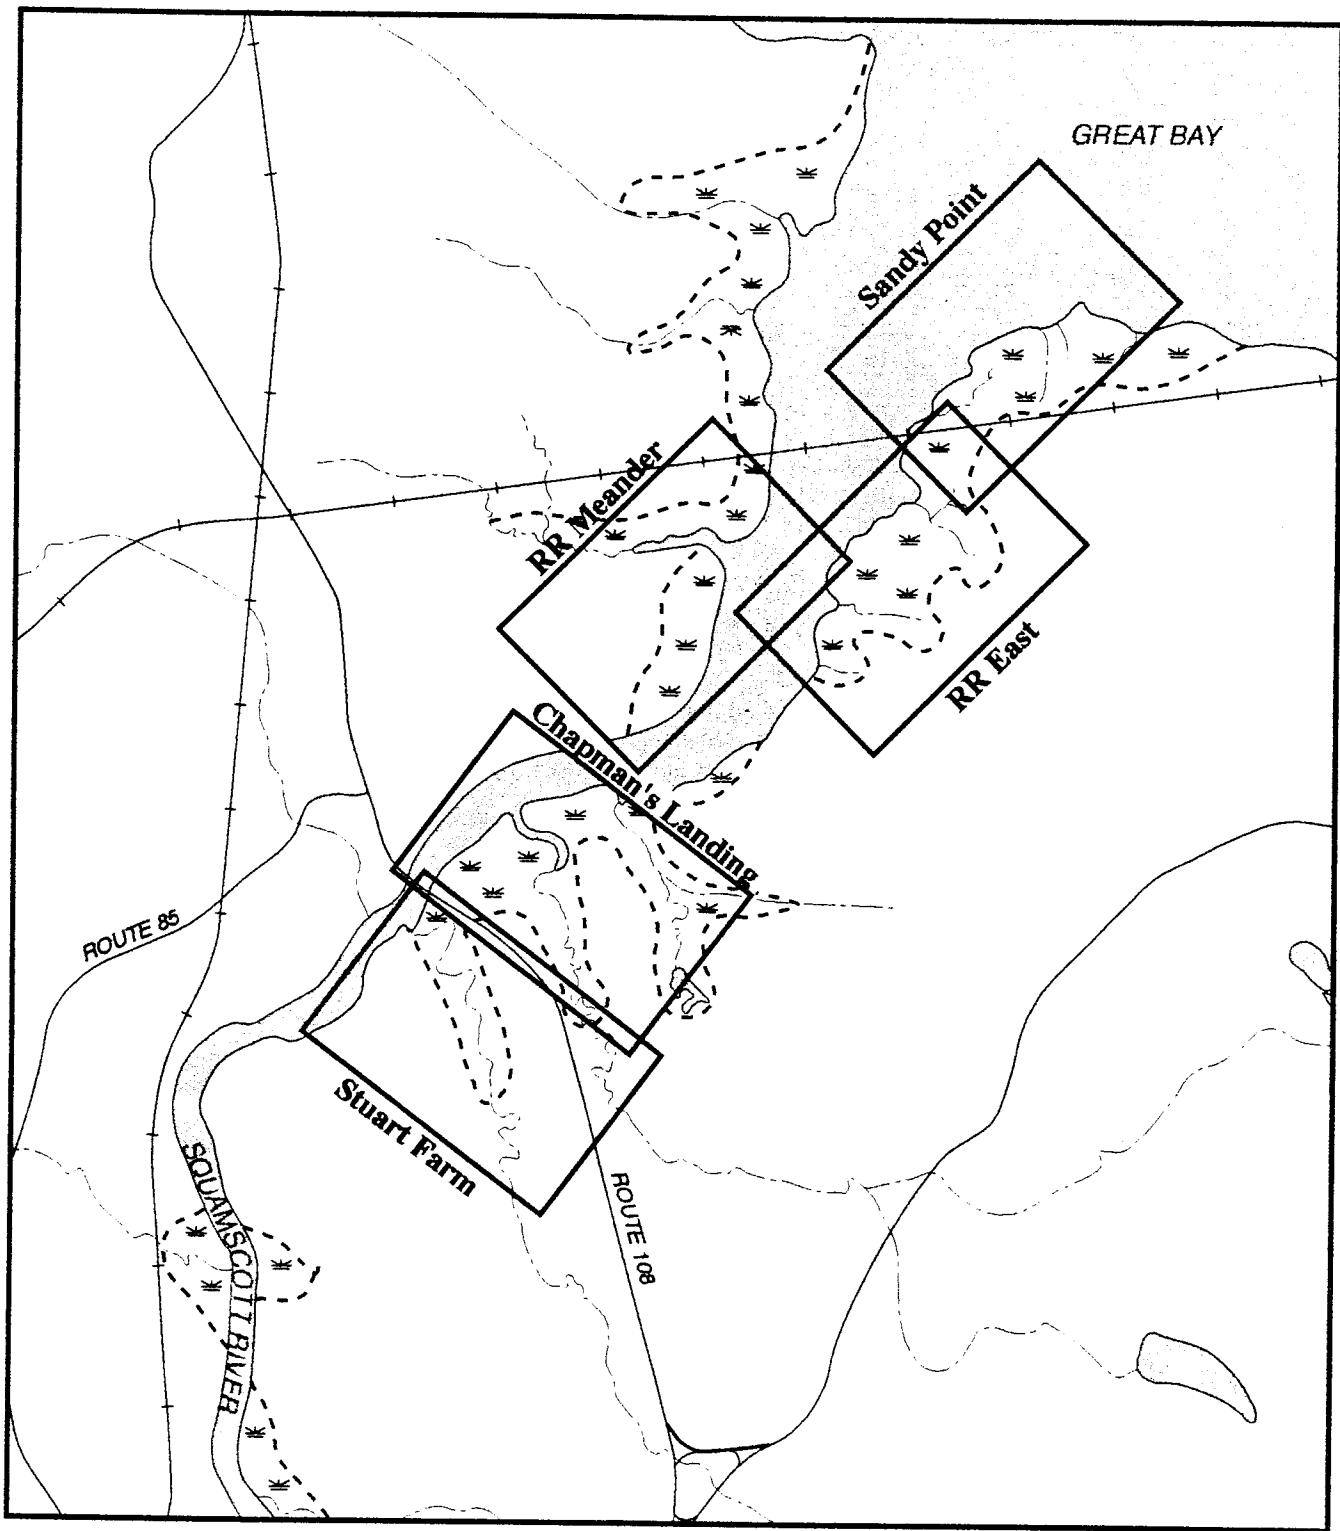 GREAT BAY
Sandy Point
RR Meander
RR East
Chapman's Landing
ROUTE 85
Stuart Farm
SQUAMSCOTT RIVER
ROUTE 108